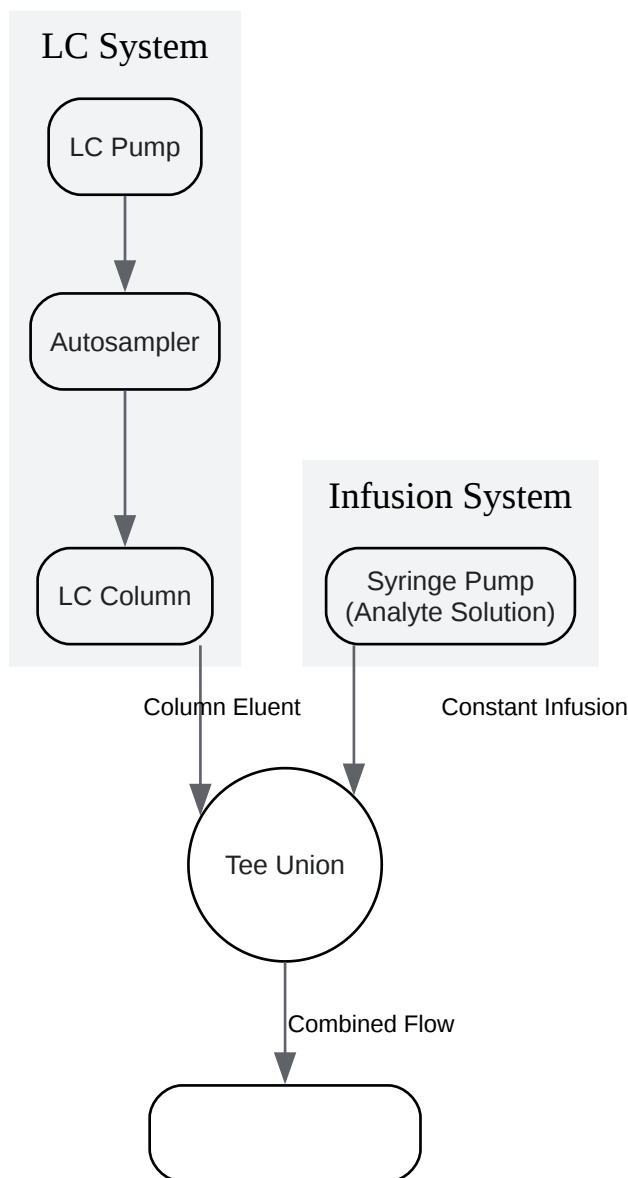 LC System
LC Pump
Autosampler
LC Column
Infusion System
Syringe Pump
(Analyte Solution)
Column Eluent
Constant Infusion
Tee Union
Combined Flow